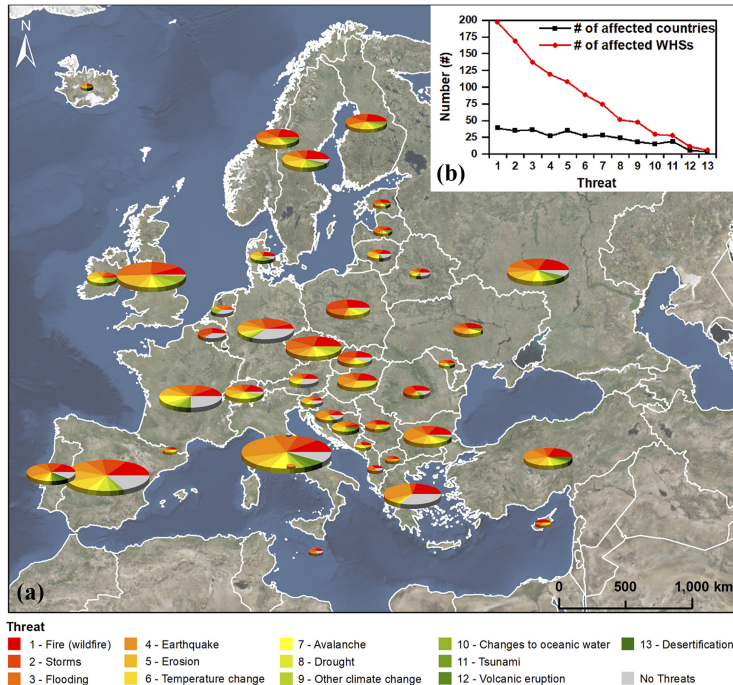 N
200
175
150
125
100
75
50
25
0
Number (#)
# of affected countries
# of affected WHSs
1 2 3 4 5 6 7 8 9 10 11 12 13
Threat
(b)
(a)
0 500 1,000 km
Threat
1 - Fire (wildfire) 4 - Earthquake 7 - Avalanche 10 - Changes to oceanic water 13 - Desertification
2 - Storms 5 - Erosion 8 - Drought 11 - Tsunami
3 - Flooding 6 - Temperature change 9 - Other climate change 12 - Volcanic eruption No Threats